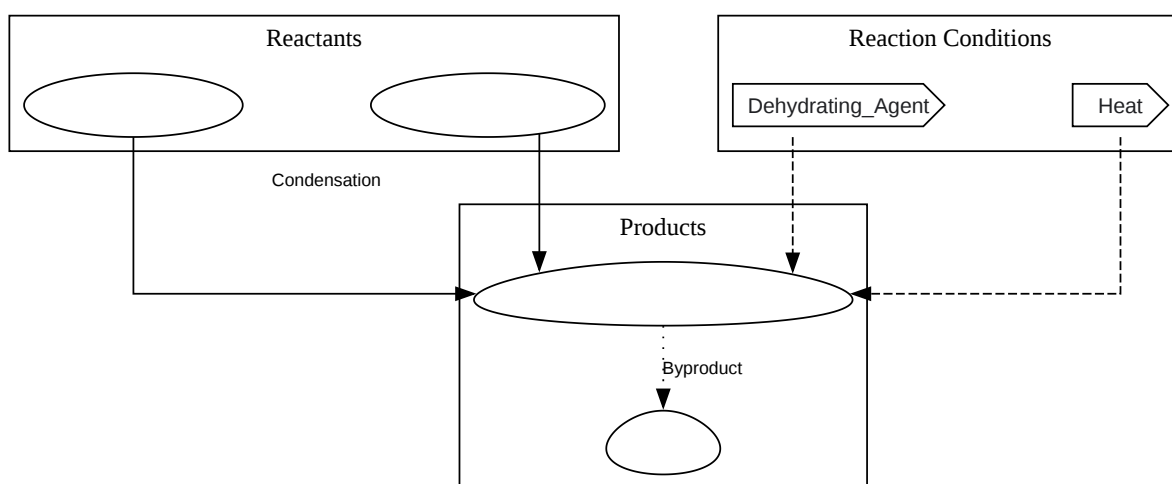 Reactants
Reaction Conditions
Dehydrating_Agent
Heat
Condensation
Products
Byproduct